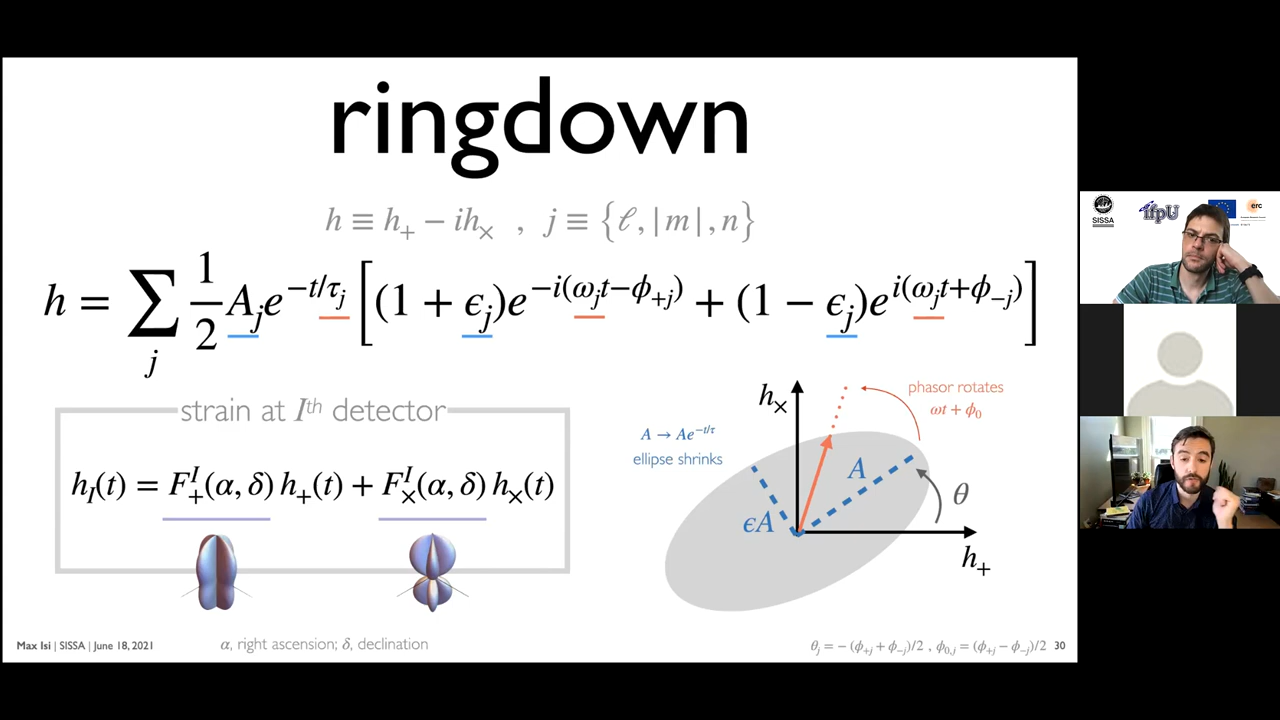 ringdown
h ≡ h₊ − ih× , j ≡ {ℓ, |m|, n}
h = ∑ⱼ 1/2 Aⱼe^(−t/τⱼ) [(1 + ϵⱼ)e^(−i(ωⱼt−ϕ₊ⱼ)) + (1 − ϵⱼ)e^(i(ωⱼt+ϕ₋ⱼ))]
strain at Iᵗʰ detector
h_I(t) = F₊ᴵ(α, δ) h₊(t) + F×ᴵ(α, δ) h×(t)
h×
phasor rotates
ωt + ϕ₀
A → Ae^(−t/τ)
ellipse shrinks
A
θ
ϵA
h₊
Max Isi | SISSA | June 18, 2021
α, right ascension; δ, declination
θⱼ = − (ϕ₊ⱼ + ϕ₋ⱼ)/2 , ϕ₀,ⱼ = (ϕ₊ⱼ − ϕ₋ⱼ)/2
30
SISSA
ifpU
erc